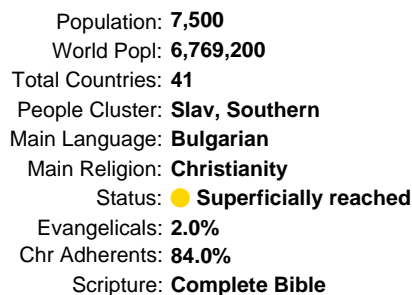 Population: 7,500
World Popl: 6,769,200
Total Countries: 41
People Cluster: Slav, Southern
Main Language: Bulgarian
Main Religion: Christianity
Status: Superficially reached
Evangelicals: 2.0%
Chr Adherents: 84.0%
Scripture: Complete Bible